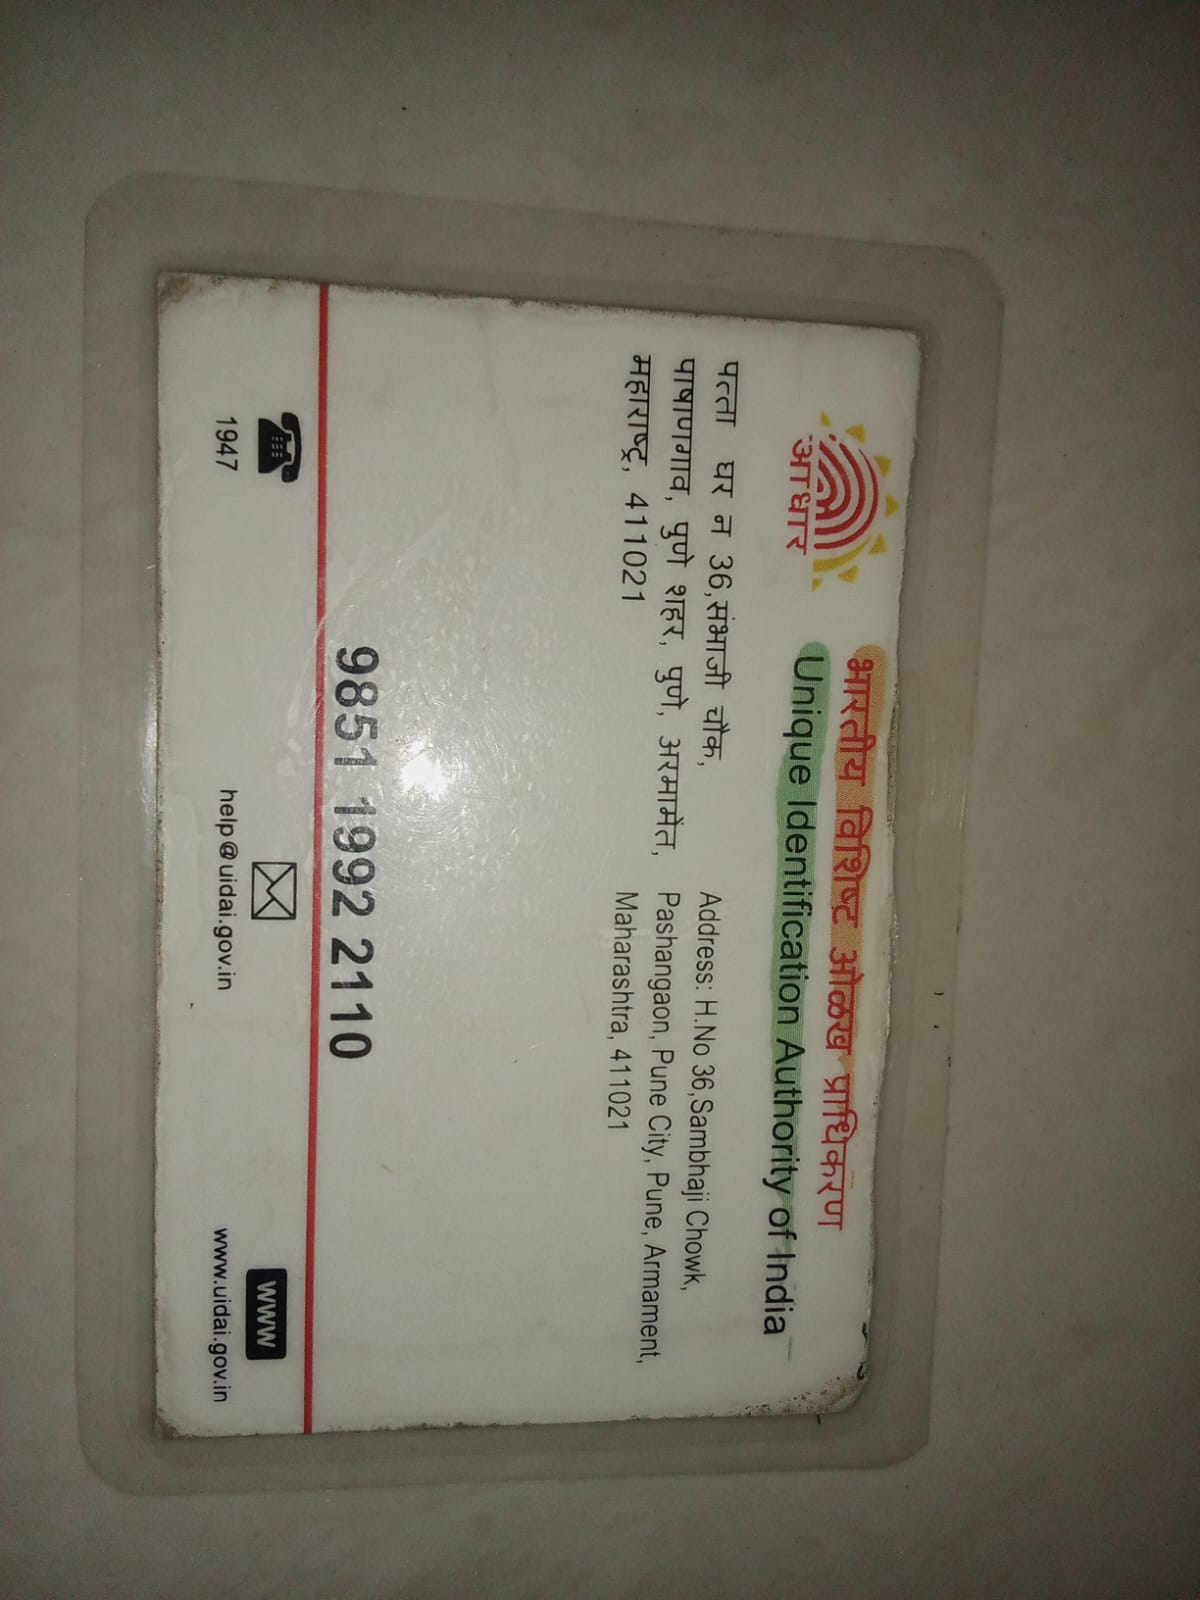 आधार
भारतीय विशिष्ट ओळख प्राधिकरण
Unique Identification Authority of India
पत्ता घर न 36,संभाजी चौक,
पाषाणगाव, पुणे शहर, पुणे, अरमामेंत,
महाराष्ट्र, 411021
Address: H.No 36,Sambhaji Chowk,
Pashangaon, Pune City, Pune, Armament,
Maharashtra, 411021
9851 1992 2110
1947
help@uidai.gov.in
WWW
www.uidai.gov.in